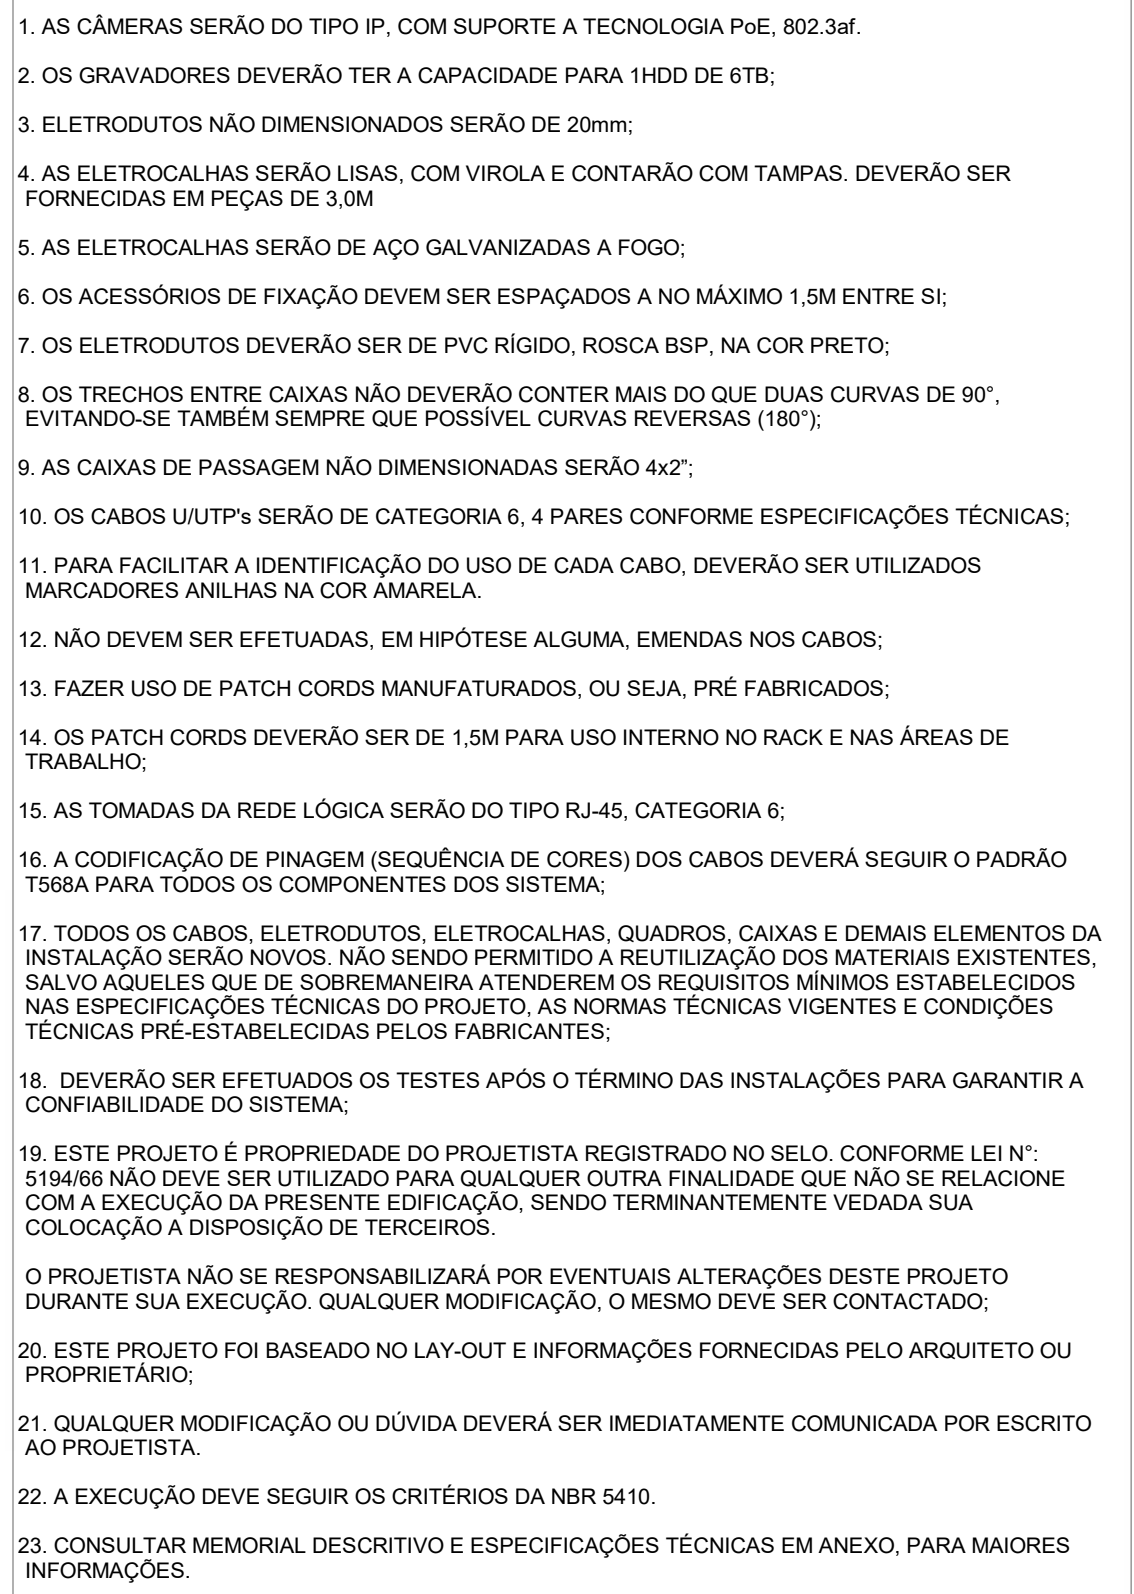 1. AS CÂMERAS SERÃO DO TIPO IP, COM SUPORTE A TECNOLOGIA PoE, 802.3af.
2. OS GRAVADORES DEVERÃO TER A CAPACIDADE PARA 1HDD DE 6TB;
3. ELETRODUTOS NÃO DIMENSIONADOS SERÃO DE 20mm;
4. AS ELETROCALHAS SERÃO LISAS, COM VIROLA E CONTARÃO COM TAMPAS. DEVERÃO SER
FORNECIDAS EM PEÇAS DE 3,0M
5. AS ELETROCALHAS SERÃO DE AÇO GALVANIZADAS A FOGO;
6. OS ACESSÓRIOS DE FIXAÇÃO DEVEM SER ESPAÇADOS A NO MÁXIMO 1,5M ENTRE SI;
7. OS ELETRODUTOS DEVERÃO SER DE PVC RÍGIDO, ROSCA BSP, NA COR PRETO;
8. OS TRECHOS ENTRE CAIXAS NÃO DEVERÃO CONTER MAIS DO QUE DUAS CURVAS DE 90°,
EVITANDO-SE TAMBÉM SEMPRE QUE POSSÍVEL CURVAS REVERSAS (180°);
9. AS CAIXAS DE PASSAGEM NÃO DIMENSIONADAS SERÃO 4x2”;
10. OS CABOS U/UTP's SERÃO DE CATEGORIA 6, 4 PARES CONFORME ESPECIFICAÇÕES TÉCNICAS;
11. PARA FACILITAR A IDENTIFICAÇÃO DO USO DE CADA CABO, DEVERÃO SER UTILIZADOS
MARCADORES ANILHAS NA COR AMARELA.
12. NÃO DEVEM SER EFETUADAS, EM HIPÓTESE ALGUMA, EMENDAS NOS CABOS;
13. FAZER USO DE PATCH CORDS MANUFATURADOS, OU SEJA, PRÉ FABRICADOS;
14. OS PATCH CORDS DEVERÃO SER DE 1,5M PARA USO INTERNO NO RACK E NAS ÁREAS DE
TRABALHO;
15. AS TOMADAS DA REDE LÓGICA SERÃO DO TIPO RJ-45, CATEGORIA 6;
16. A CODIFICAÇÃO DE PINAGEM (SEQUÊNCIA DE CORES) DOS CABOS DEVERÁ SEGUIR O PADRÃO
T568A PARA TODOS OS COMPONENTES DOS SISTEMA;
17. TODOS OS CABOS, ELETRODUTOS, ELETROCALHAS, QUADROS, CAIXAS E DEMAIS ELEMENTOS DA
INSTALAÇÃO SERÃO NOVOS. NÃO SENDO PERMITIDO A REUTILIZAÇÃO DOS MATERIAIS EXISTENTES,
SALVO AQUELES QUE DE SOBREMANEIRA ATENDEREM OS REQUISITOS MÍNIMOS ESTABELECIDOS
NAS ESPECIFICAÇÕES TÉCNICAS DO PROJETO, AS NORMAS TÉCNICAS VIGENTES E CONDIÇÕES
TÉCNICAS PRÉ-ESTABELECIDAS PELOS FABRICANTES;
18. DEVERÃO SER EFETUADOS OS TESTES APÓS O TÉRMINO DAS INSTALAÇÕES PARA GARANTIR A
CONFIABILIDADE DO SISTEMA;
19. ESTE PROJETO É PROPRIEDADE DO PROJETISTA REGISTRADO NO SELO. CONFORME LEI N°:
5194/66 NÃO DEVE SER UTILIZADO PARA QUALQUER OUTRA FINALIDADE QUE NÃO SE RELACIONE
COM A EXECUÇÃO DA PRESENTE EDIFICAÇÃO, SENDO TERMINANTEMENTE VEDADA SUA
COLOCAÇÃO A DISPOSIÇÃO DE TERCEIROS.
O PROJETISTA NÃO SE RESPONSABILIZARÁ POR EVENTUAIS ALTERAÇÕES DESTE PROJETO
DURANTE SUA EXECUÇÃO. QUALQUER MODIFICAÇÃO, O MESMO DEVE SER CONTACTADO;
20. ESTE PROJETO FOI BASEADO NO LAY-OUT E INFORMAÇÕES FORNECIDAS PELO ARQUITETO OU
PROPRIETÁRIO;
21. QUALQUER MODIFICAÇÃO OU DÚVIDA DEVERÁ SER IMEDIATAMENTE COMUNICADA POR ESCRITO
AO PROJETISTA.
22. A EXECUÇÃO DEVE SEGUIR OS CRITÉRIOS DA NBR 5410.
23. CONSULTAR MEMORIAL DESCRITIVO E ESPECIFICAÇÕES TÉCNICAS EM ANEXO, PARA MAIORES
INFORMAÇÕES.